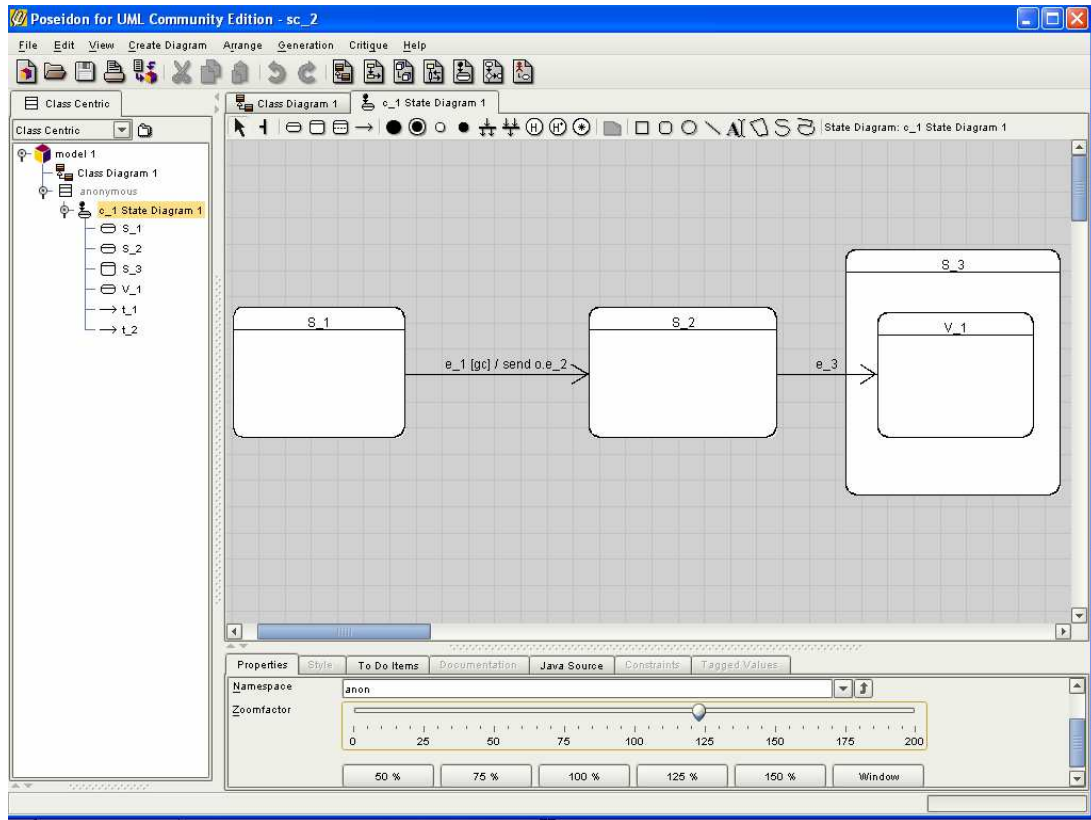 Poseidon for UML Community Edition - sc_2
File Edit View Create Diagram Arrange Generation Critique Help
Class Centric
Class Diagram 1
c_1 State Diagram 1
Class Centric
State Diagram: c_1 State Diagram 1
model 1
Class Diagram 1
anonymous
c_1 State Diagram 1
S_1
S_2
S_3
V_1
t_1
t_2
S_1
e_1 [gc] / send o.e_2
S_2
e_3
S_3
V_1
Properties Style To Do Items Documentation Java Source Constraints Tagged Values
Namespace anon
Zoomfactor
0 25 50 75 100 125 150 175 200
50 % 75 % 100 % 125 % 150 % Window